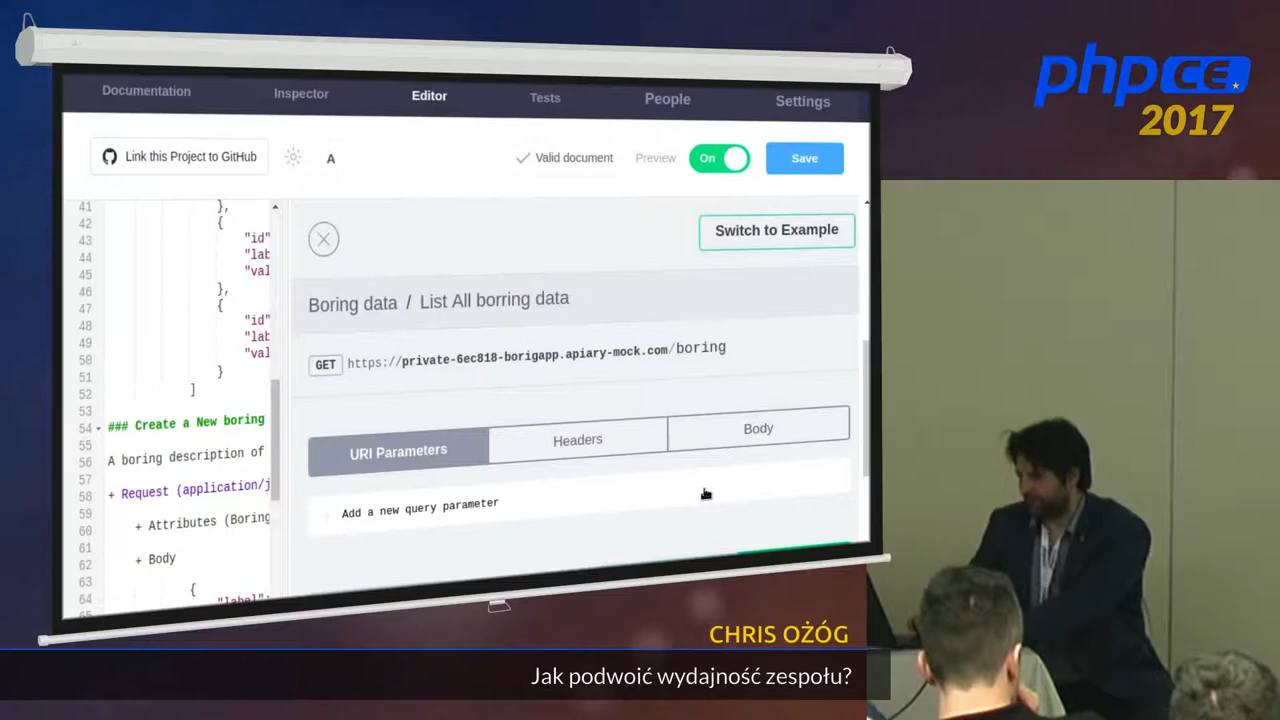 phpCE
2017
Documentation Inspector Editor Tests People Settings
Link this Project to GitHub A Valid document Preview On Save
41 },
42 {
43 "id"
44 "lab
45 "val
46 },
47 {
48 "id"
49 "lab
50 "val
51 }
52 ]
53
54 ### Create a New boring
55
56 A boring description of
57
58 + Request (application/j
59
60 + Attributes (Boring
61
62 + Body
63
64 {
65 "label":
Switch to Example
Boring data / List All borring data
GET https://private-6ec818-borigapp.apiary-mock.com/boring
URI Parameters Headers Body
Add a new query parameter
CHRIS OŻÓG
Jak podwoić wydajność zespołu?